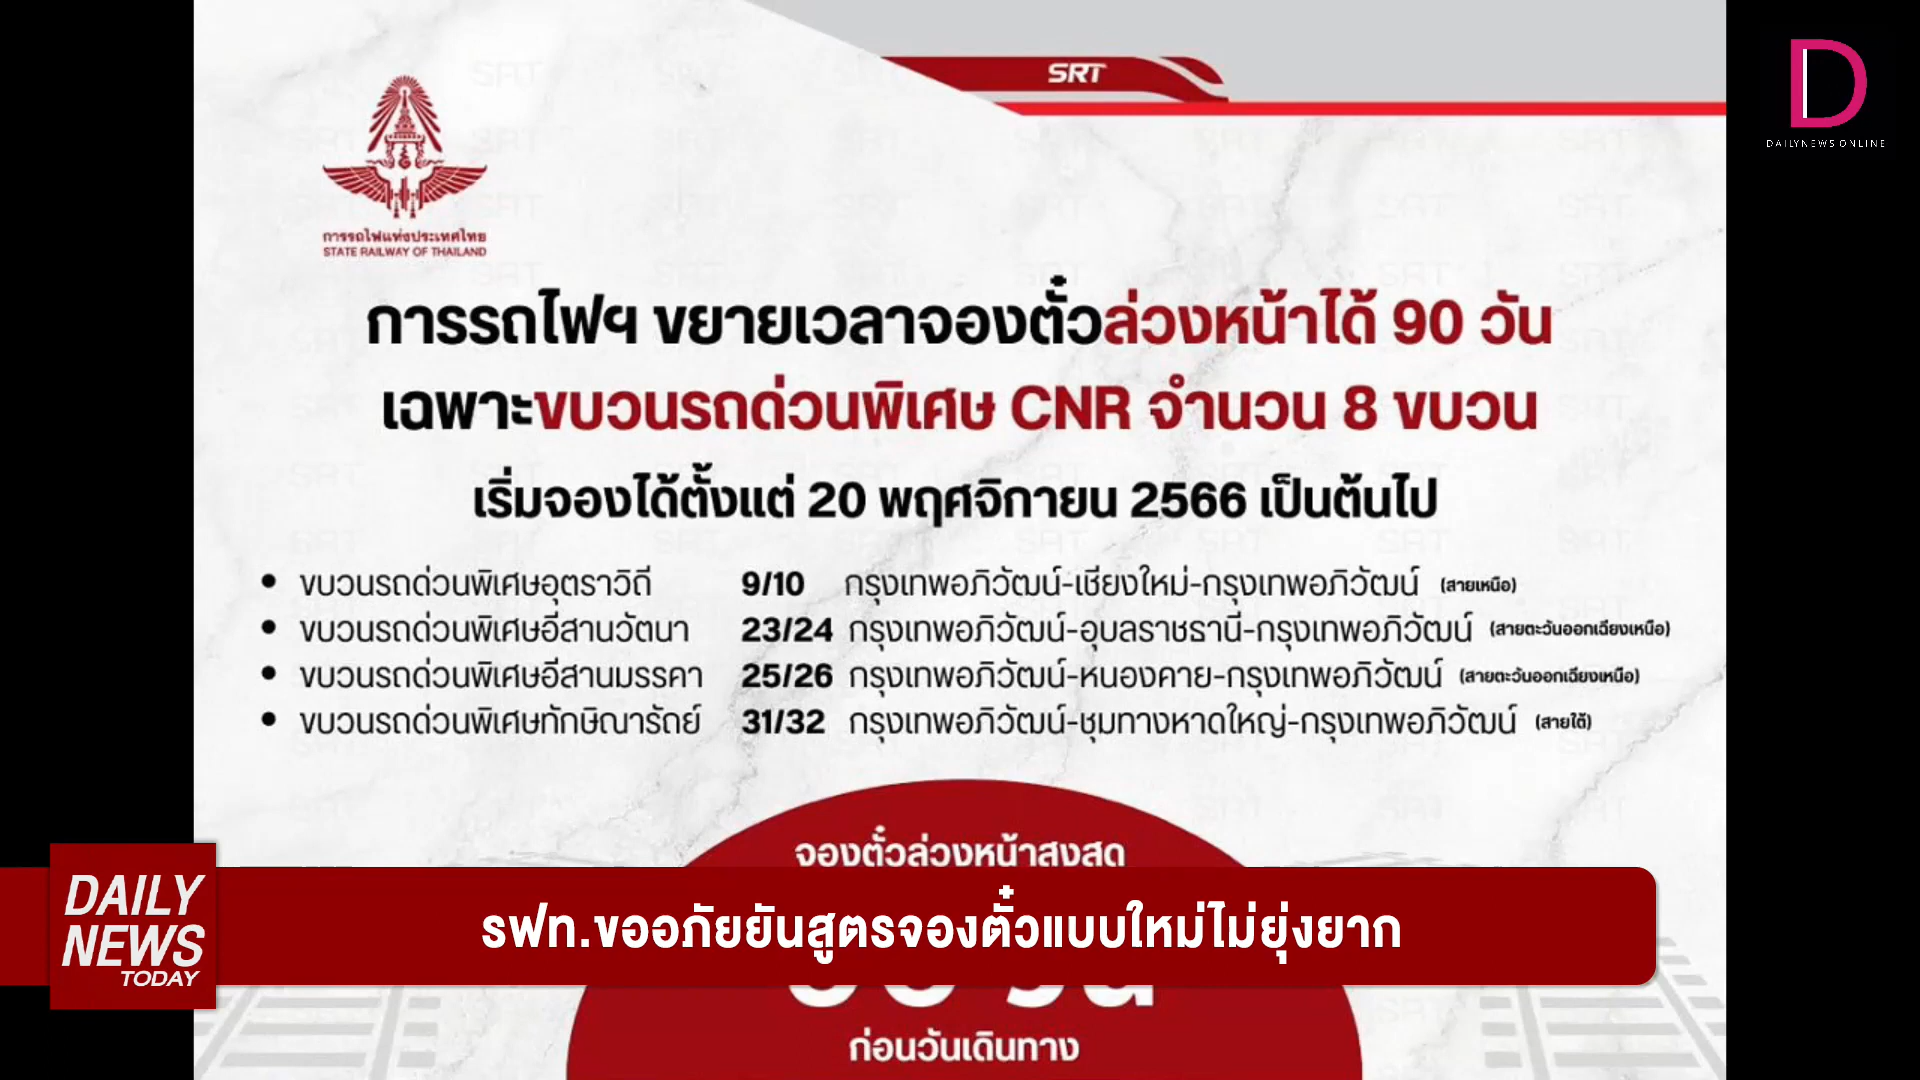 SRT
D
DAILYNEWS ONLINE
การรถไฟแห่งประเทศไทย
STATE RAILWAY OF THAILAND
การรถไฟฯ ขยายเวลาจองตั๋วล่วงหน้าได้ 90 วัน
เฉพาะขบวนรถด่วนพิเศษ CNR จำนวน 8 ขบวน
เริ่มจองได้ตั้งแต่ 20 พฤศจิกายน 2566 เป็นต้นไป
• ขบวนรถด่วนพิเศษอุตราวิถี 9/10 กรุงเทพอภิวัฒน์-เชียงใหม่-กรุงเทพอภิวัฒน์ (สายเหนือ)
• ขบวนรถด่วนพิเศษอีสานวัตนา 23/24 กรุงเทพอภิวัฒน์-อุบลราชธานี-กรุงเทพอภิวัฒน์ (สายตะวันออกเฉียงเหนือ)
• ขบวนรถด่วนพิเศษอีสานมรรคา 25/26 กรุงเทพอภิวัฒน์-หนองคาย-กรุงเทพอภิวัฒน์ (สายตะวันออกเฉียงเหนือ)
• ขบวนรถด่วนพิเศษทักษิณารัถย์ 31/32 กรุงเทพอภิวัฒน์-ชุมทางหาดใหญ่-กรุงเทพอภิวัฒน์ (สายใต้)
จองตั๋วล่วงหน้าสูงสุด
DAILY
NEWS
TODAY
รฟท.ขออภัยยันสูตรจองตั๋วแบบใหม่ไม่ยุ่งยาก
ก่อนวันเดินทาง